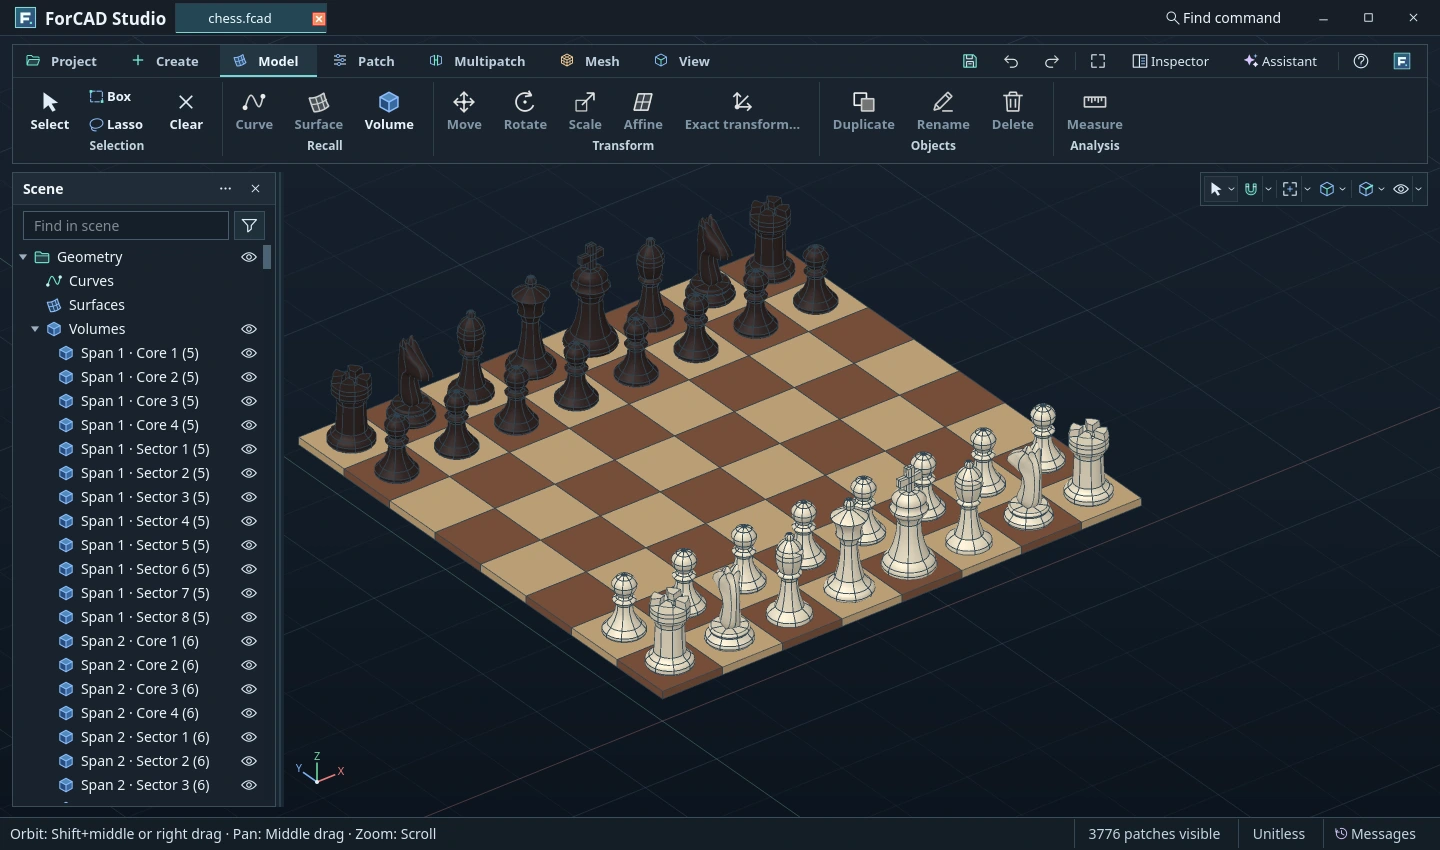 ForCAD Studio chess.fcad Find command
Project Create Model Patch Multipatch Mesh View Inspector Assistant
Select Box Lasso Clear Curve Surface Volume Move Rotate Scale Affine Exact transform... Duplicate Rename Delete Measure
Selection Recall Transform Objects Analysis
Scene
Find in scene
Geometry
Curves
Surfaces
Volumes
Span 1 · Core 1 (5)
Span 1 · Core 2 (5)
Span 1 · Core 3 (5)
Span 1 · Core 4 (5)
Span 1 · Sector 1 (5)
Span 1 · Sector 2 (5)
Span 1 · Sector 3 (5)
Span 1 · Sector 4 (5)
Span 1 · Sector 5 (5)
Span 1 · Sector 6 (5)
Span 1 · Sector 7 (5)
Span 1 · Sector 8 (5)
Span 2 · Core 1 (6)
Span 2 · Core 2 (6)
Span 2 · Core 3 (6)
Span 2 · Core 4 (6)
Span 2 · Sector 1 (6)
Span 2 · Sector 2 (6)
Span 2 · Sector 3 (6)
Z
Y X
Orbit: Shift+middle or right drag · Pan: Middle drag · Zoom: Scroll 3776 patches visible Unitless Messages